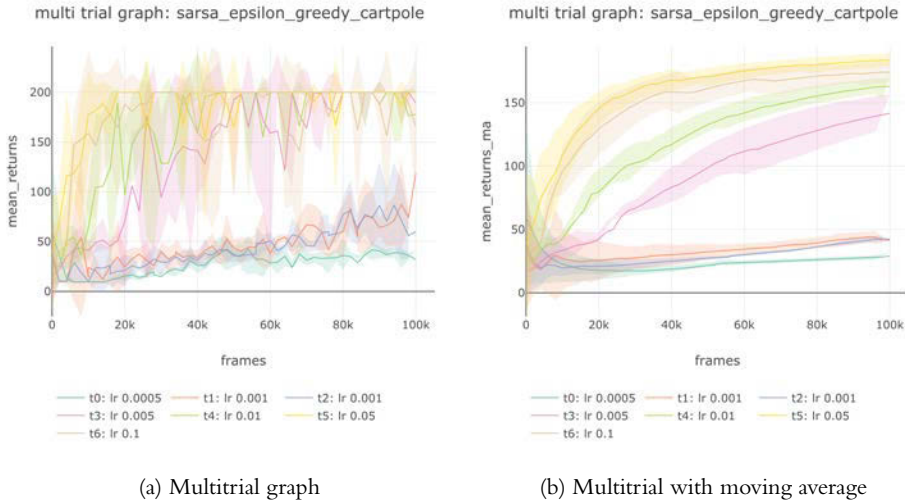 multi trial graph: sarsa_epsilon_greedy_cartpole
mean_returns
200
150
100
50
0
0 20k 40k 60k 80k 100k
frames
t0: lr 0.0005 t1: lr 0.001 t2: lr 0.001
t3: lr 0.005 t4: lr 0.01 t5: lr 0.05
t6: lr 0.1
(a) Multitrial graph
multi trial graph: sarsa_epsilon_greedy_cartpole
mean_returns_ma
150
100
50
0
0 20k 40k 60k 80k 100k
frames
t0: lr 0.0005 t1: lr 0.001 t2: lr 0.001
t3: lr 0.005 t4: lr 0.01 t5: lr 0.05
t6: lr 0.1
(b) Multitrial with moving average